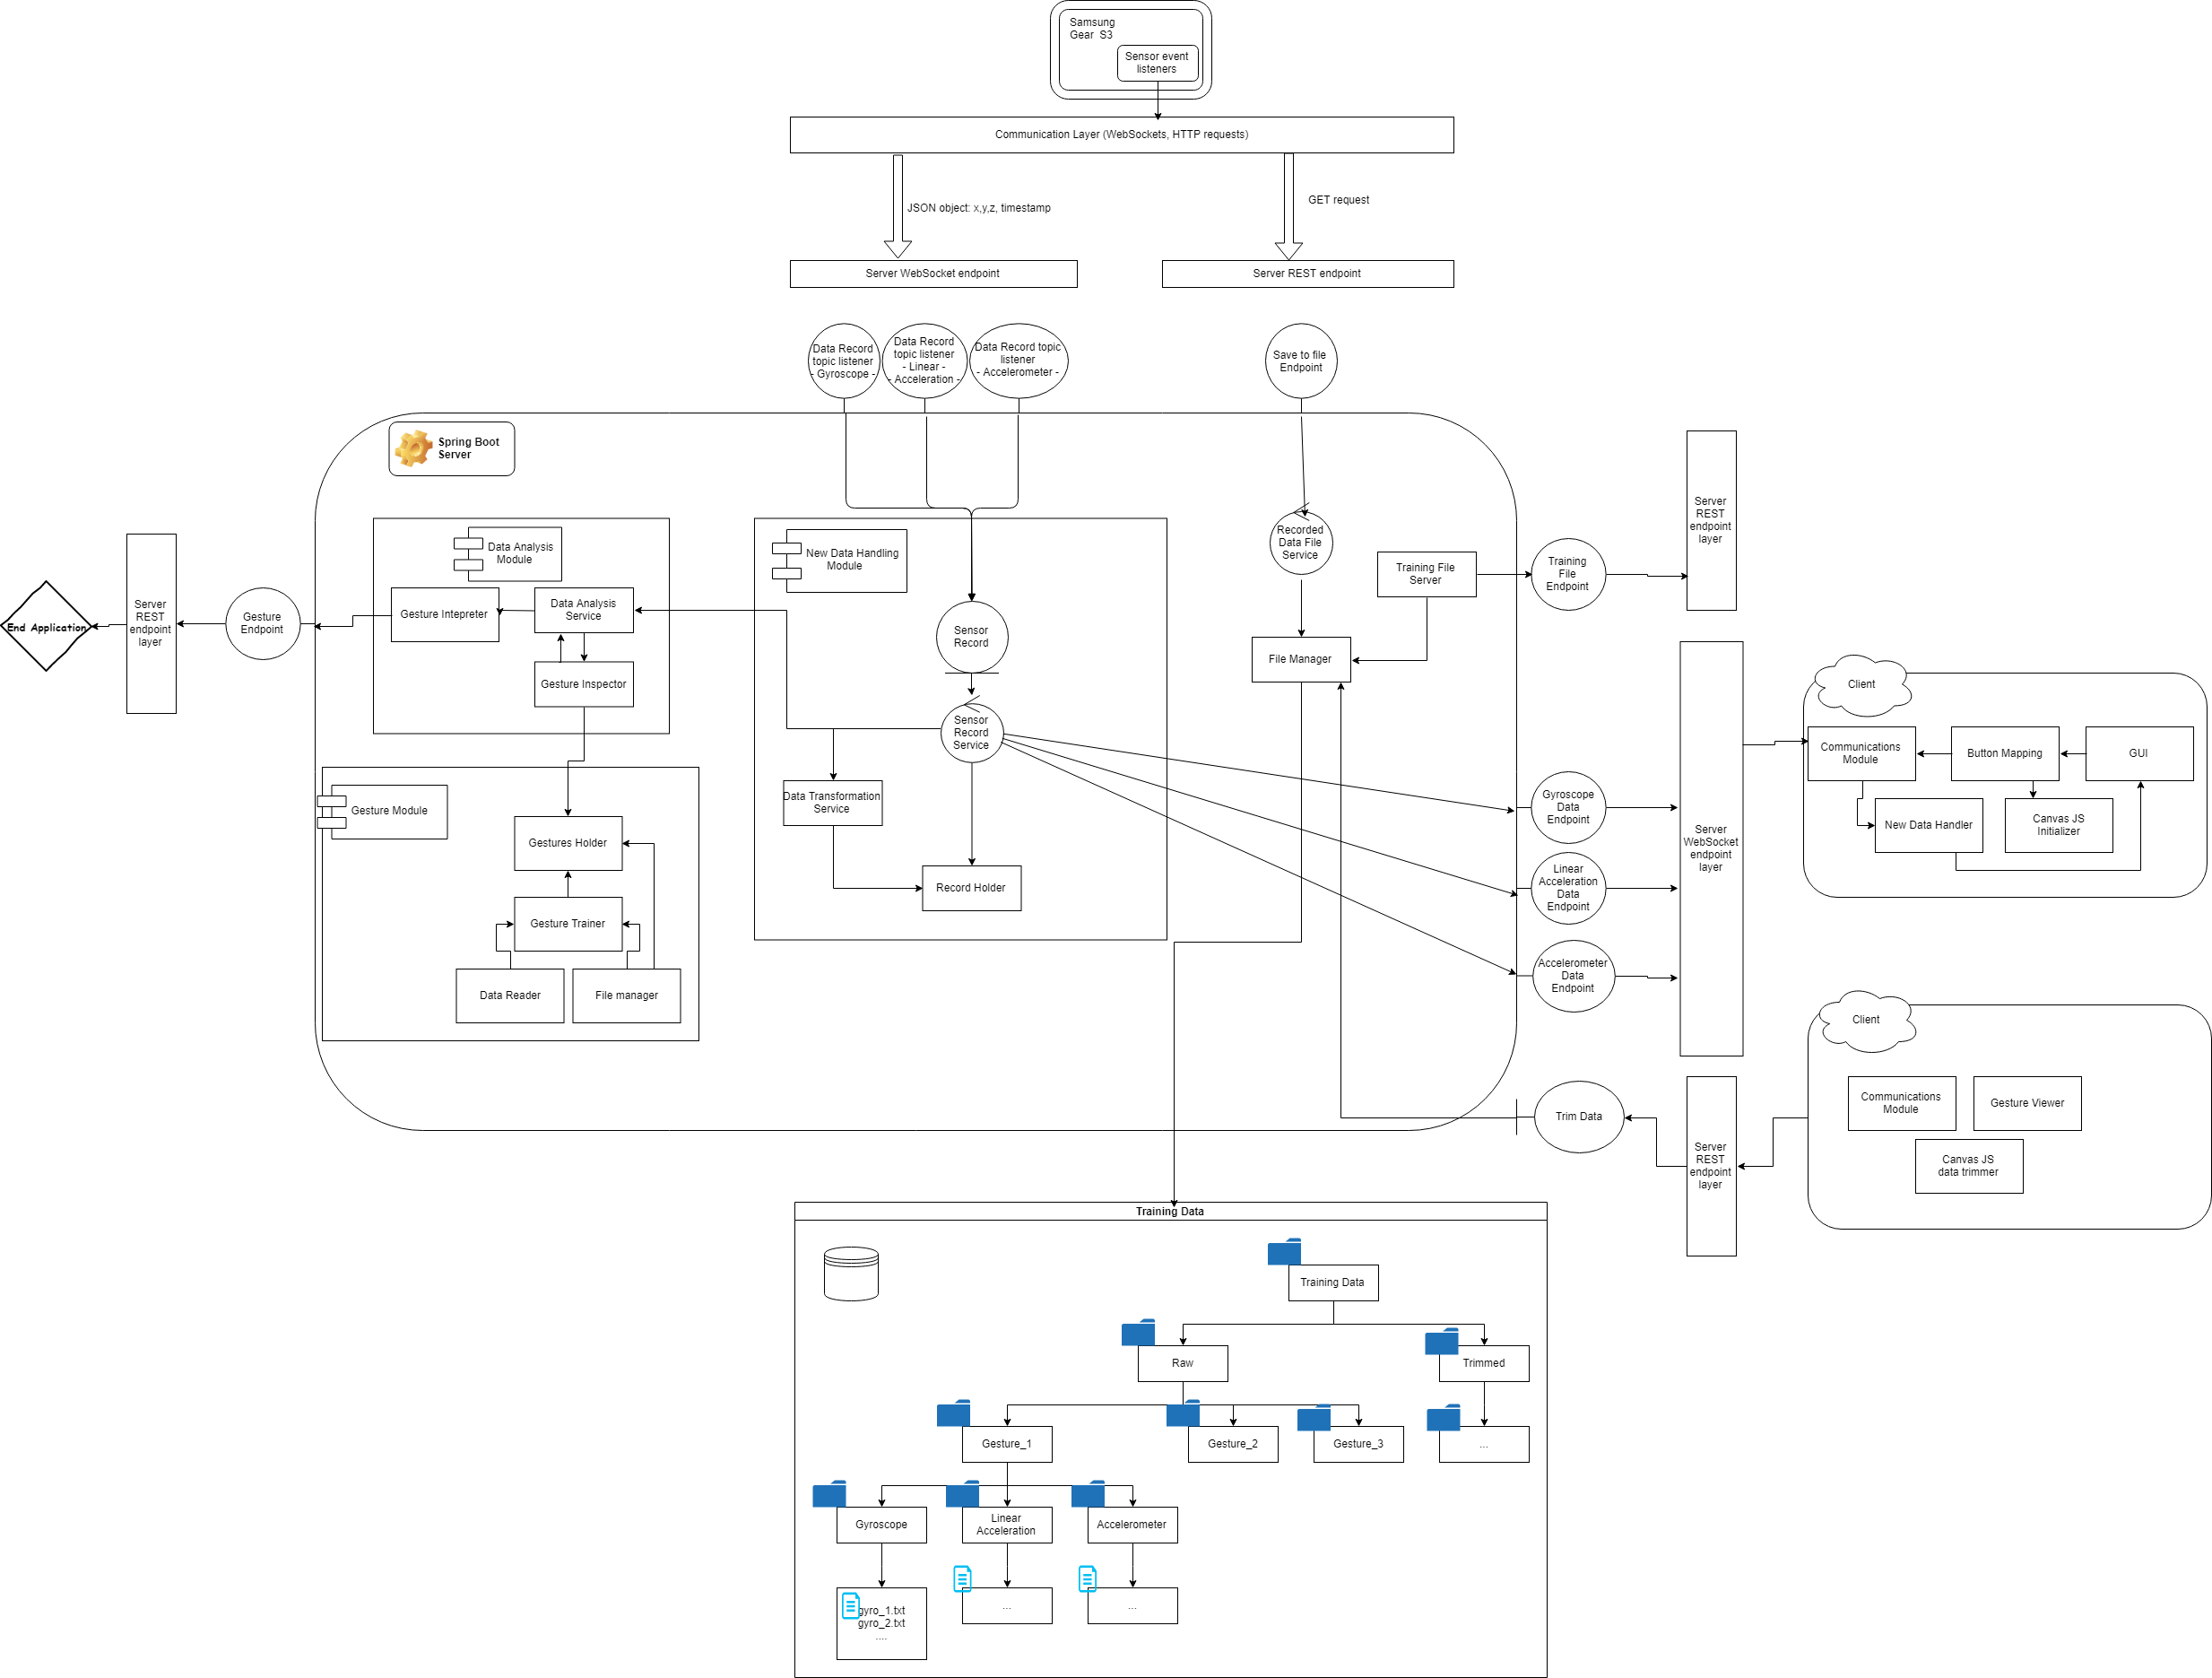 Samsung
Gear S3
Sensor event
listeners
Communication Layer (WebSockets, HTTP requests)
JSON object: x,y,z, timestamp
GET request
Server WebSocket endpoint
Server REST endpoint
Data Record
topic listener
- Gyroscope -
Data Record
topic listener
- Linear -
- Acceleration -
Data Record topic
listener
- Accelerometer -
Save to file
Endpoint
Spring Boot
Server
Data Analysis
Module
Gesture Intepreter
Data Analysis
Service
Gesture Inspector
New Data Handling
Module
Sensor
Record
Sensor
Record
Service
Data Transformation
Service
Record Holder
Recorded
Data File
Service
Training File
Server
File Manager
Training
File
Endpoint
Server
REST
endpoint
layer
End Application
Server
REST
endpoint
layer
Gesture
Endpoint
Gesture Module
Gestures Holder
Gesture Trainer
Data Reader
File manager
Gyroscope
Data
Endpoint
Linear
Acceleration
Data
Endpoint
Accelerometer
Data
Endpoint
Server
WebSocket
endpoint
layer
Client
Communications
Module
Button Mapping
GUI
New Data Handler
Canvas JS
Initializer
Client
Communications
Module
Gesture Viewer
Canvas JS
data trimmer
Trim Data
Server
REST
endpoint
layer
Training Data
Training Data
Raw
Trimmed
Gesture_1
Gesture_2
Gesture_3
...
Gyroscope
Linear
Acceleration
Accelerometer
gyro_1.txt
gyro_2.txt
....
...
...